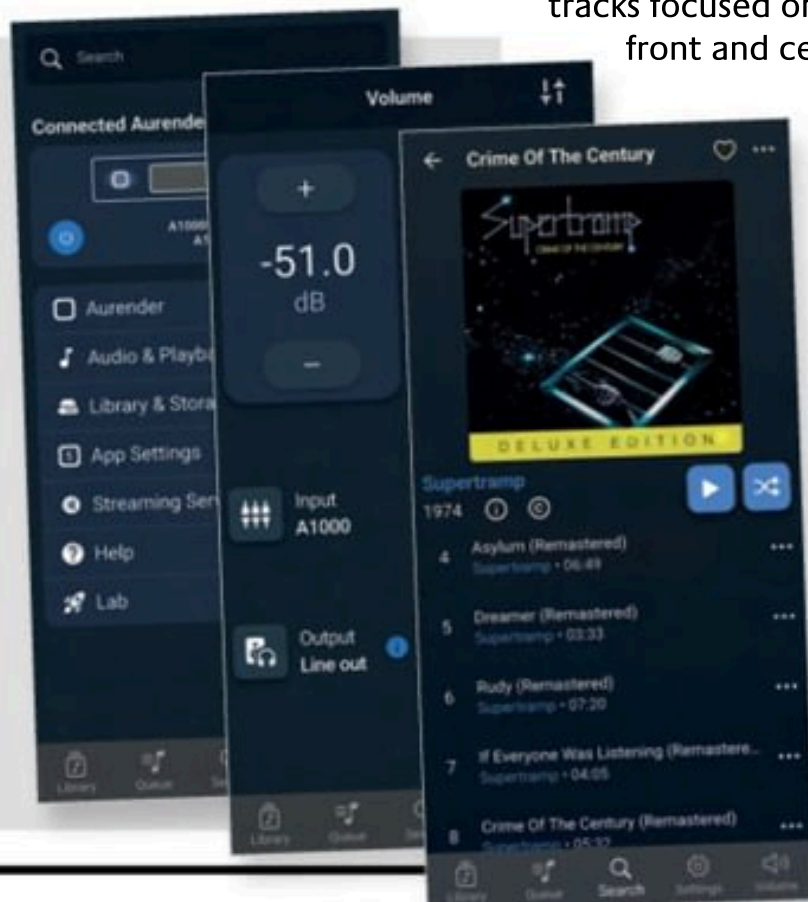 tracks focused on
front and ce
Search
Connected Aurende
A1000
Aurender
Audio & Playba
Library & Stora
App Settings
Streaming Ser
Help
Lab
Library
Queue
Volume
+
-51.0
dB
−
Input
A1000
Output
Line out
Library
Queue
Crime Of The Century
Supertramp
CRIME OF THE CENTURY
DELUXE EDITION
Supertramp
1974
4 Asylum (Remastered)
Supertramp • 06:49
5 Dreamer (Remastered)
Supertramp • 03:33
6 Rudy (Remastered)
Supertramp • 07:20
7 If Everyone Was Listening (Remastere...
Supertramp • 04:05
8 Crime Of The Century (Remastered)
Supertramp • 05:32
Library
Queue
Search
Settings
Volume